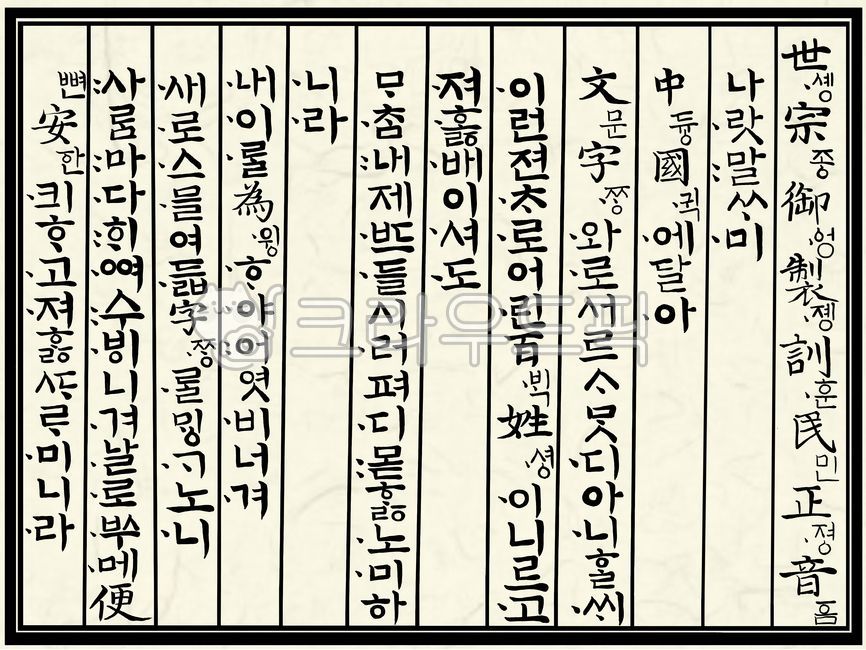 世솅宗종御엉製졩訓훈民민正졍音ᅙᅳᆷ
나랏말ᄊᆞ미
中듕國귁에달아
文문字ᄍᆞᆼ와로서르ᄉᆞᄆᆞᆺ디아니ᄒᆞᆯᄊᆡ
이런젼ᄎᆞ로어린百ᄇᆡᆨ姓셩이니르고
져ᄒᆞᇙ배이셔도
ᄆᆞᄎᆞᆷ내제ᄠᅳ들시러펴디몯ᄒᆞᇙ노미하
니라
내이ᄅᆞᆯ為윙ᄒᆞ야어엿비너겨
새로스믈여듧字ᄍᆞᆼᄅᆞᆯᄆᆡᇰᄀᆞ노니
사ᄅᆞᆷ마다ᄒᆡᅇᅧ수ᄫᅵ니겨날로ᄡᅮ메便
뼌安한킈ᄒᆞ고져ᄒᆞᇙᄯᆞᄅᆞ미니라
크라우드픽